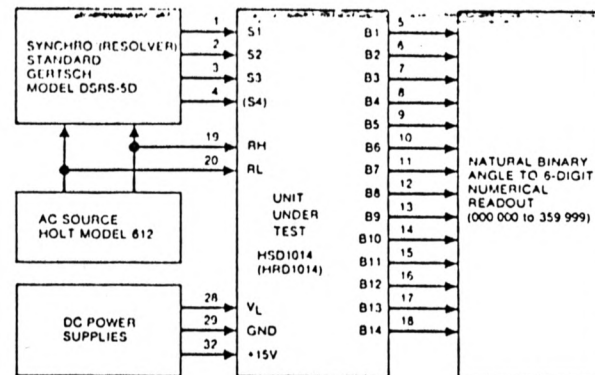 SYNCHRO (RESOLVER)
STANDARD
GERTSCH
MODEL DSRS-5D
AC SOURCE
HOLT MODEL 612
DC POWER
SUPPLIES
1
2
3
4
19
20
28
29
32
S1
S2
S3
(S4)
RH
RL
UNIT
UNDER
TEST
HSD1014
(HRD1014)
VL
GND
+15V
B1
B2
B3
B4
B5
B6
B7
B8
B9
B10
B11
B12
B13
B14
5
6
7
8
9
10
11
12
13
14
15
16
17
18
NATURAL BINARY
ANGLE TO 6-DIGIT
NUMERICAL
READOUT
(000 000 to 359 999)